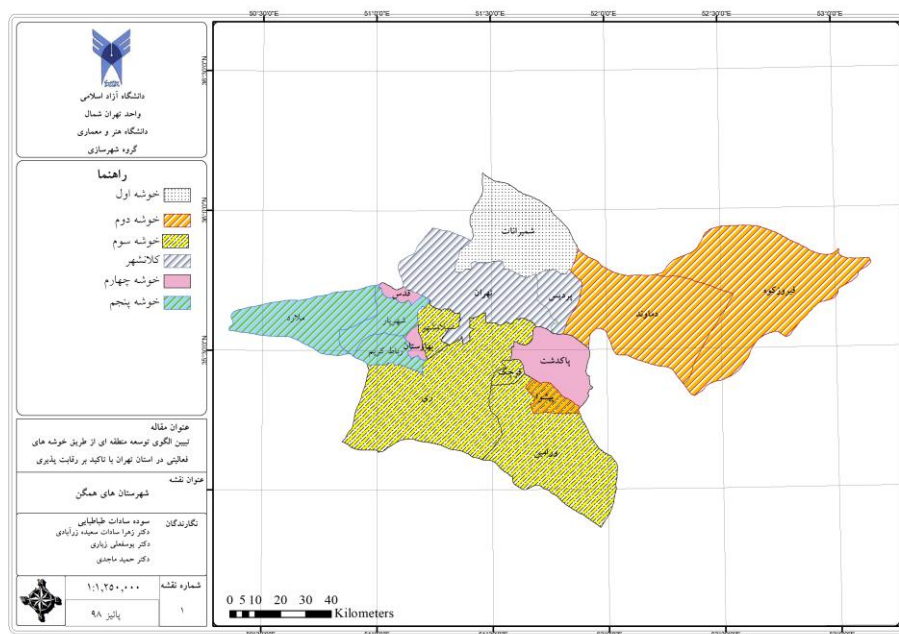 دانشگاه آزاد اسلامی
واحد تهران شمال
دانشگاه هنر و معماری
گروه شهرسازی
راهنما
خوشه اول
خوشه دوم
خوشه سوم
کلانشهر
خوشه چهارم
خوشه پنجم
عنوان مقاله
تبیین الگوی توسعه منطقه ای از طریق خوشه های
فعالیتی در استان تهران با تاکید بر رقابت پذیری
عنوان نقشه
شهرستان های همگن
نگارندگان
سوده سادات طباطبایی
دکتر زهرا سادات سعیده زرآبادی
دکتر یوسفعلی زیاری
دکتر حمید ماجدی
شماره نقشه
۱
۱:۱,۲۵۰,۰۰۰
پائیز ۹۸
50°30'0"E 51°0'0"E 51°30'0"E 52°0'0"E 52°30'0"E 53°0'0"E
شمیرانات
تهران
پردیس
دماوند
فیروزکوه
قدس
ملارد
شهریار
اسلامشهر
بهارستان
رباط کریم
پاکدشت
قرچک
پیشوا
ری
ورامین
0 5 10 20 30 40
Kilometers